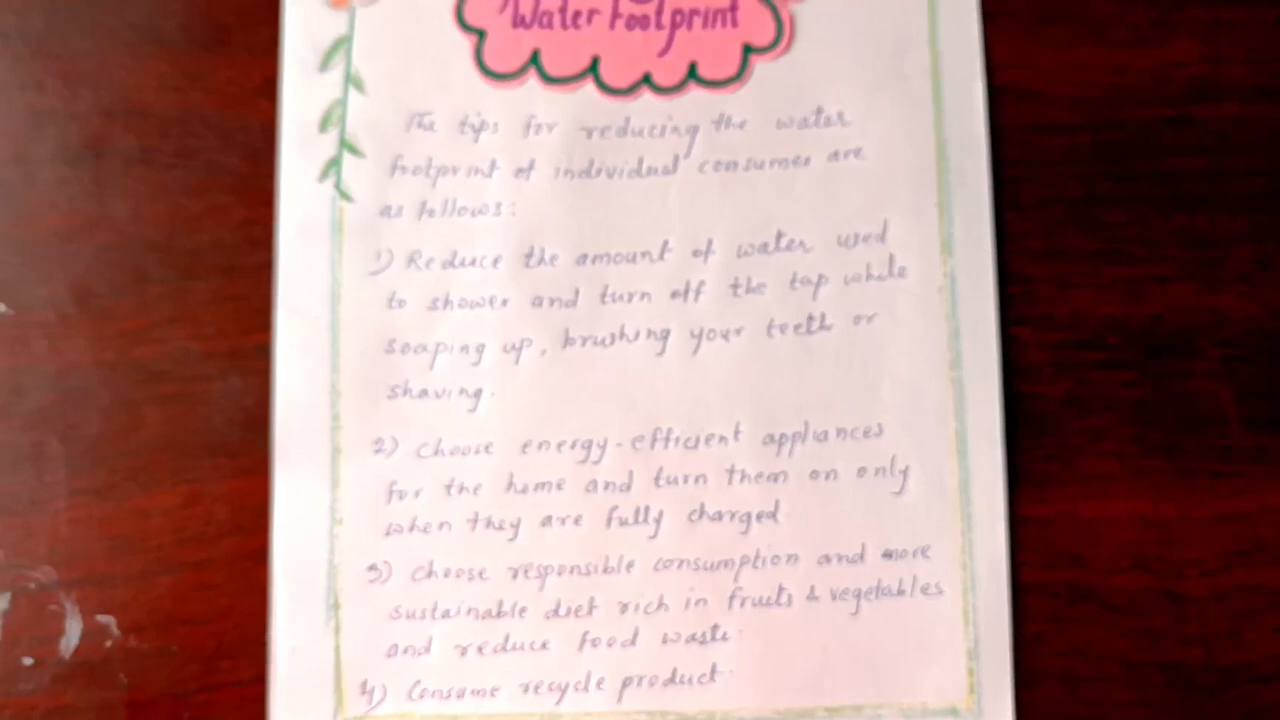 Water Footprint
The tips for reducing the water
footprint of individual consumer are
as follows:
1) Reduce the amount of water used
to shower and turn off the tap while
soaping up, brushing your teeth or
shaving.
2) Choose energy-efficient appliances
for the home and turn them on only
when they are fully charged
3) Choose responsible consumption and more
sustainable diet rich in fruits & vegetables
and reduce food waste.
4) Consume recycle product.